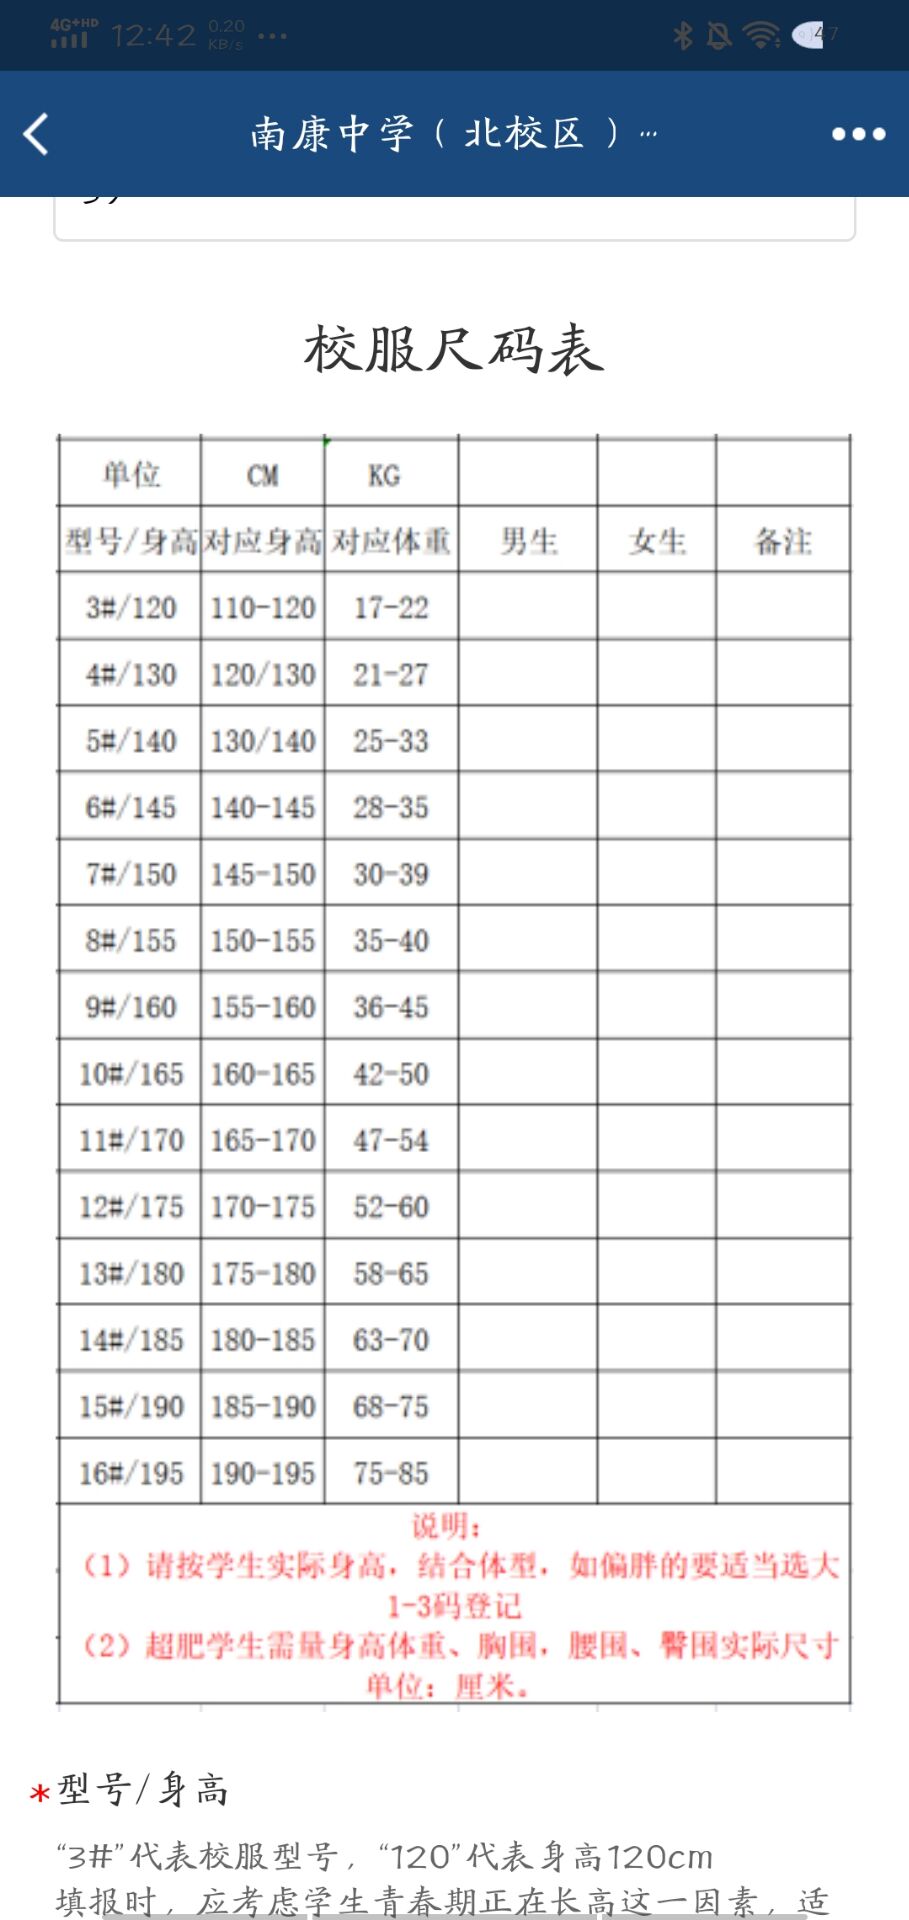 4G+HD 12:42 0.20 KB/s ... 47
南康中学（北校区）...
校服尺码表
单位 CM KG
型号/身高 对应身高 对应体重 男生 女生 备注
3#/120 110-120 17-22
4#/130 120/130 21-27
5#/140 130/140 25-33
6#/145 140-145 28-35
7#/150 145-150 30-39
8#/155 150-155 35-40
9#/160 155-160 36-45
10#/165 160-165 42-50
11#/170 165-170 47-54
12#/175 170-175 52-60
13#/180 175-180 58-65
14#/185 180-185 63-70
15#/190 185-190 68-75
16#/195 190-195 75-85
说明：
（1）请按学生实际身高，结合体型，如偏胖的要适当选大
1-3码登记
（2）超肥学生需量身高体重、胸围，腰围、臀围实际尺寸
单位：厘米。
*型号/身高
“3#”代表校服型号，“120”代表身高120cm
填报时，应考虑学生青春期正在长高这一因素，适